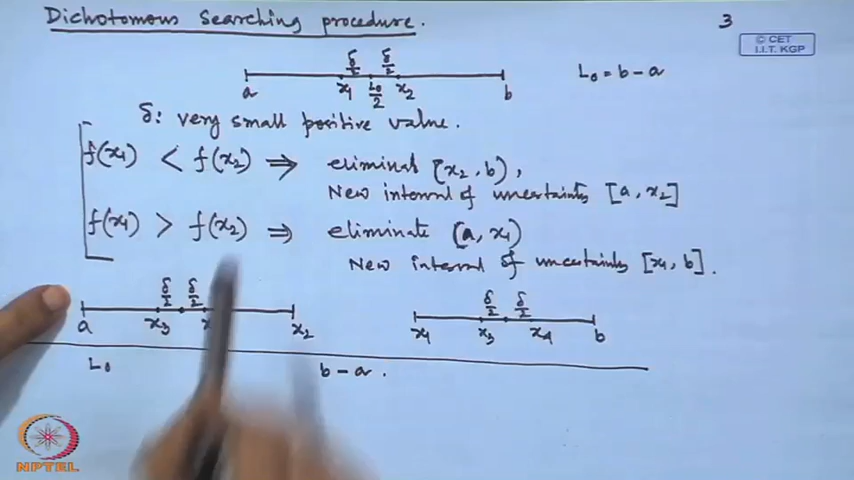 Dichotomous Searching procedure.
3
© CET
I.I.T. KGP
δ/2 δ/2
a x₁ L₀/2 x₂ b
L₀ = b - a
δ: very small positive value.
f(x₁) < f(x₂) ⇒ eliminat [x₂, b),
New interval of uncertainty [a, x₂]
f(x₁) > f(x₂) ⇒ eliminate (a, x₁)
New interval of uncertainty [x₁, b].
δ/2 δ/2
a x₃ x₂
δ/2 δ/2
x₁ x₃ x₄ b
L₀ b - a.
NPTEL